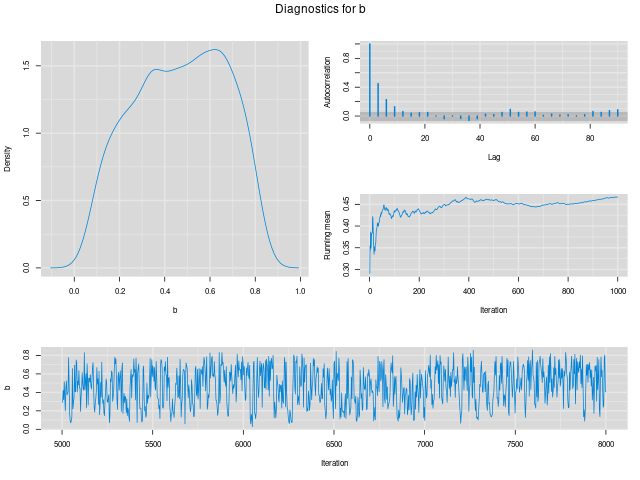 Diagnostics for b
Density
0.0 0.5 1.0 1.5
0.0 0.2 0.4 0.6 0.8 1.0
b
Autocorrelation
0.0 0.4 0.8
0 20 40 60 80
Lag
Running mean
0.30 0.35 0.40 0.45
0 200 400 600 800 1000
Iteration
b
0.0 0.2 0.4 0.6 0.8
5000 5500 6000 6500 7000 7500 8000
Iteration